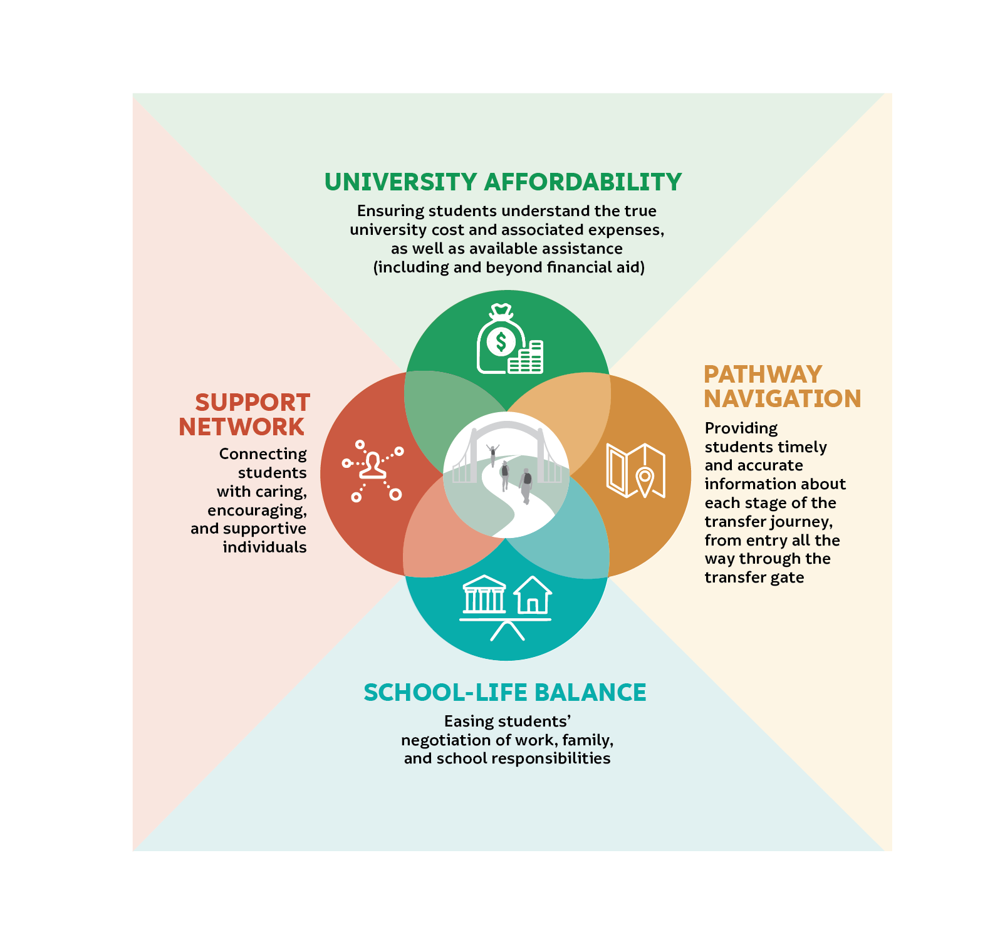 UNIVERSITY AFFORDABILITY
Ensuring students understand the true
university cost and associated expenses,
as well as available assistance
(including and beyond financial aid)
$
SUPPORT
NETWORK
Connecting
students
with caring,
encouraging,
and supportive
individuals
PATHWAY
NAVIGATION
Providing
students timely
and accurate
information about
each stage of the
transfer journey,
from entry all the
way through the
transfer gate
SCHOOL-LIFE BALANCE
Easing students’
negotiation of work, family,
and school responsibilities